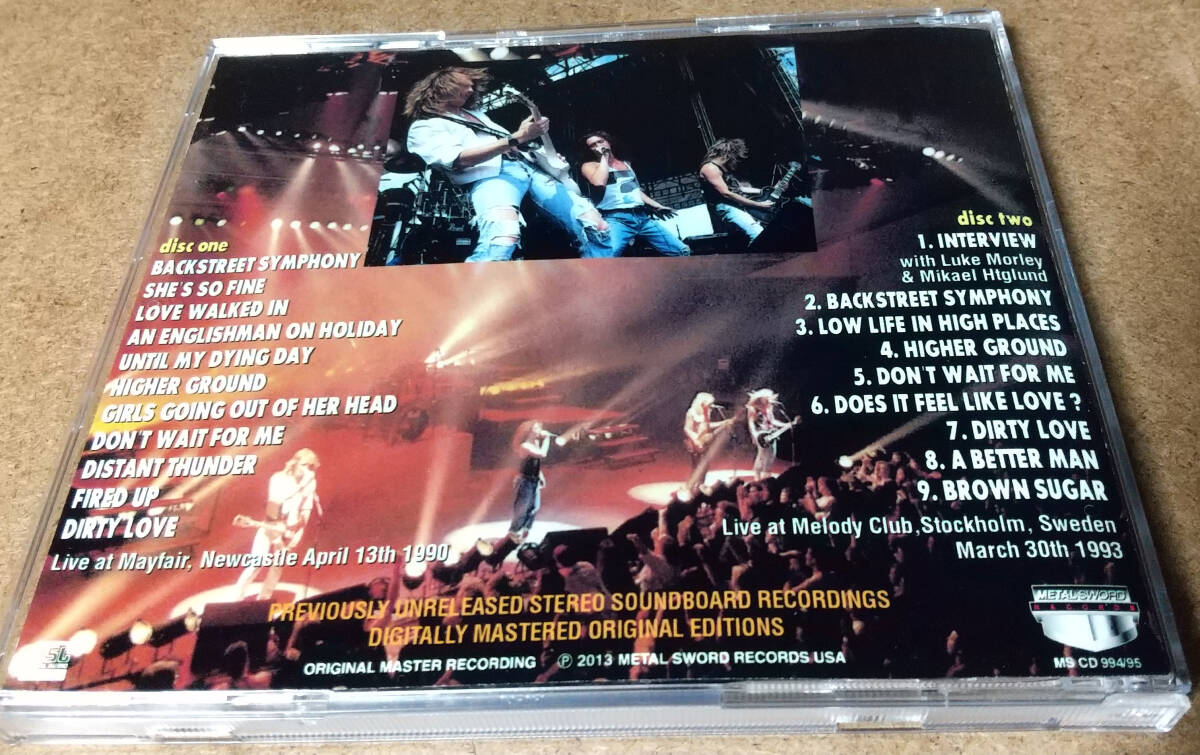 disc one
BACKSTREET SYMPHONY
SHE'S SO FINE
LOVE WALKED IN
AN ENGLISHMAN ON HOLIDAY
UNTIL MY DYING DAY
HIGHER GROUND
GIRLS GOING OUT OF HER HEAD
DON'T WAIT FOR ME
DISTANT THUNDER
FIRED UP
DIRTY LOVE
Live at Mayfair, Newcastle April 13th 1990
disc two
1. INTERVIEW
with Luke Morley
& Mikael Htglund
2. BACKSTREET SYMPHONY
3. LOW LIFE IN HIGH PLACES
4. HIGHER GROUND
5. DON'T WAIT FOR ME
6. DOES IT FEEL LIKE LOVE ?
7. DIRTY LOVE
8. A BETTER MAN
9. BROWN SUGAR
Live at Melody Club,Stockholm, Sweden
March 30th 1993
PREVIOUSLY UNRELEASED STEREO SOUNDBOARD RECORDINGS
DIGITALLY MASTERED ORIGINAL EDITIONS
ORIGINAL MASTER RECORDING ℗ 2013 METAL SWORD RECORDS USA
METAL SWORD
RECORDS
MS CD 994/95